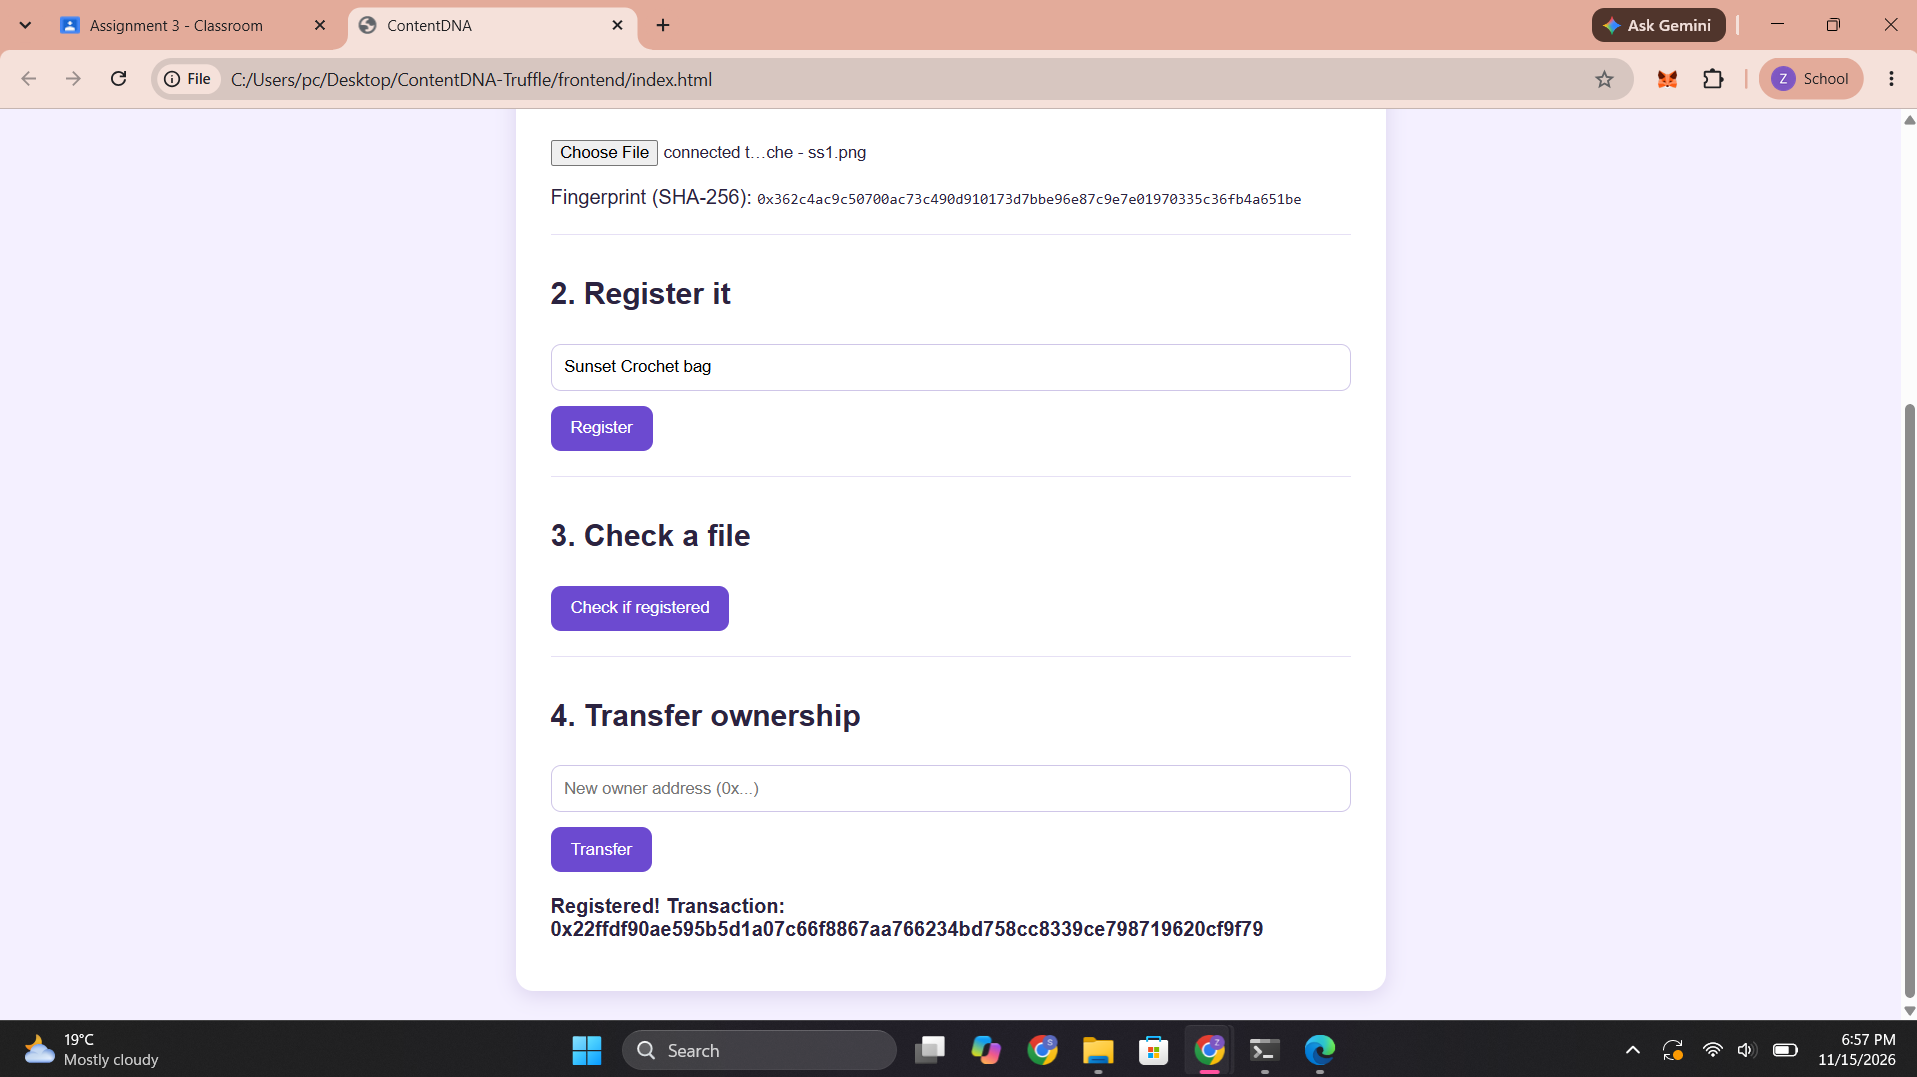 Assignment 3 - Classroom
ContentDNA
Ask Gemini
File
C:/Users/pc/Desktop/ContentDNA-Truffle/frontend/index.html
Z
School
Choose File connected t...che - ss1.png
Fingerprint (SHA-256): 0x362c4ac9c50700ac73c490d910173d7bbe96e87c9e7e01970335c36fb4a651be
2. Register it
Sunset Crochet bag
Register
3. Check a file
Check if registered
4. Transfer ownership
New owner address (0x...)
Transfer
Registered! Transaction:
0x22ffdf90ae595b5d1a07c66f8867aa766234bd758cc8339ce798719620cf9f79
19°C
Mostly cloudy
Search
S
Z
6:57 PM
11/15/2026